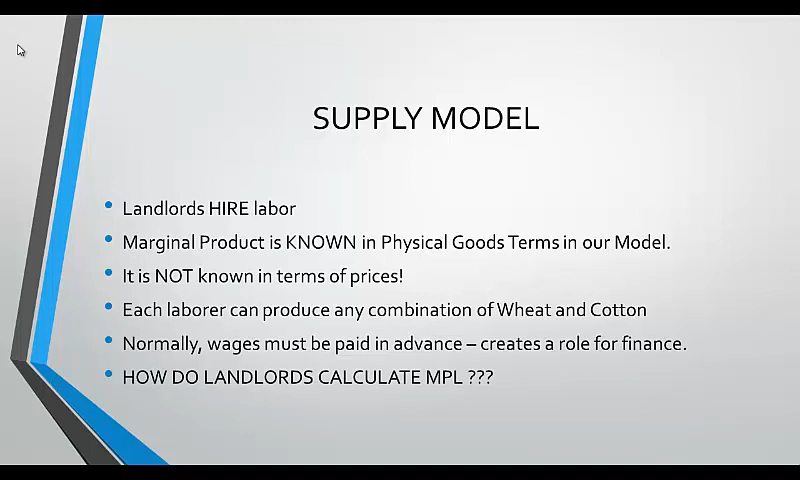 SUPPLY MODEL
• Landlords HIRE labor
• Marginal Product is KNOWN in Physical Goods Terms in our Model.
• It is NOT known in terms of prices!
• Each laborer can produce any combination of Wheat and Cotton
• Normally, wages must be paid in advance – creates a role for finance.
• HOW DO LANDLORDS CALCULATE MPL ???